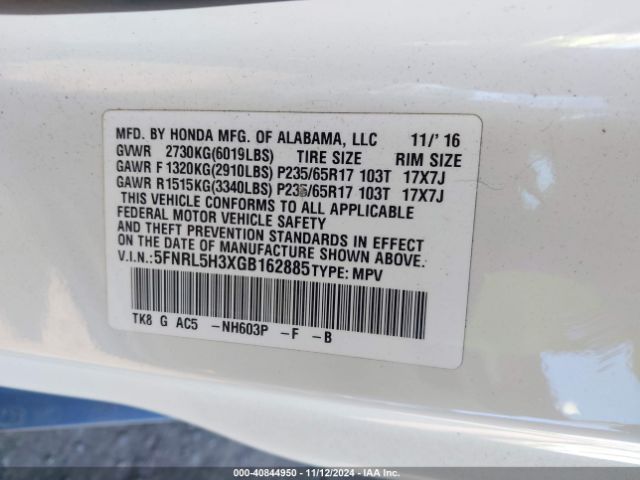 MFD. BY HONDA MFG. OF ALABAMA, LLC 11/' 16
GVWR 2730KG(6019LBS) TIRE SIZE RIM SIZE
GAWR F 1320KG(2910LBS) P235/65R17 103T 17X7J
GAWR R 1515KG(3340LBS) P235/65R17 103T 17X7J
THIS VEHICLE CONFORMS TO ALL APPLICABLE
FEDERAL MOTOR VEHICLE SAFETY
AND THEFT PREVENTION STANDARDS IN EFFECT ON
THE DATE OF MANUFACTURE SHOWN ABOVE.
V.I.N.:5FNRL5H3XGB162885 TYPE: MPV
TK8 G AC5 -NH603P -F -B
000-40844950 - 11/12/2024 - IAA Inc.